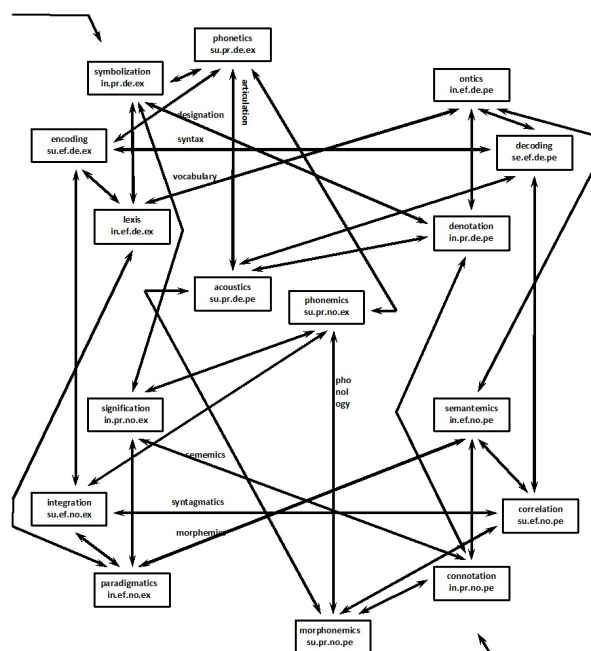 phonetics
su.pr.de.ex
symbolization
in.pr.de.ex
ontics
in.ef.de.pe
articulation
designation
encoding
su.ef.de.ex
syntax
decoding
se.ef.de.pe
vocabulary
lexis
in.ef.de.ex
denotation
in.pr.de.pe
acoustics
su.pr.de.pe
phonemics
su.pr.no.ex
pho
nol
ogy
signification
in.pr.no.ex
semantemics
in.ef.no.pe
sememics
integration
su.ef.no.ex
syntagmatics
correlation
su.ef.no.pe
morphemics
paradigmatics
in.ef.no.ex
connotation
in.pr.no.pe
morphonemics
su.pr.no.pe